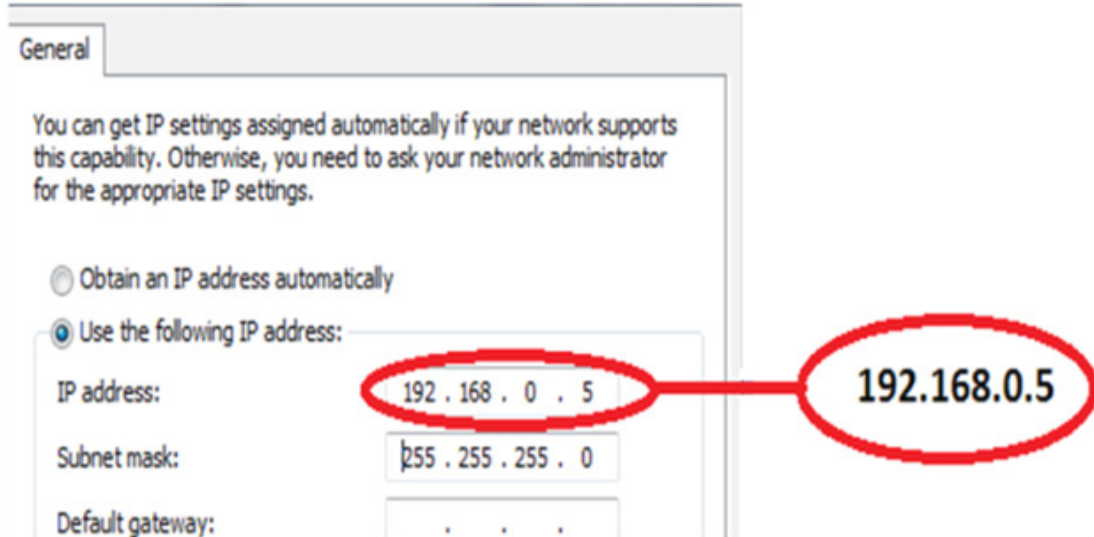 General
You can get IP settings assigned automatically if your network supports
this capability. Otherwise, you need to ask your network administrator
for the appropriate IP settings.
Obtain an IP address automatically
Use the following IP address:
IP address: 192 . 168 . 0 . 5
192.168.0.5
Subnet mask: 255 . 255 . 255 . 0
Default gateway: . . .